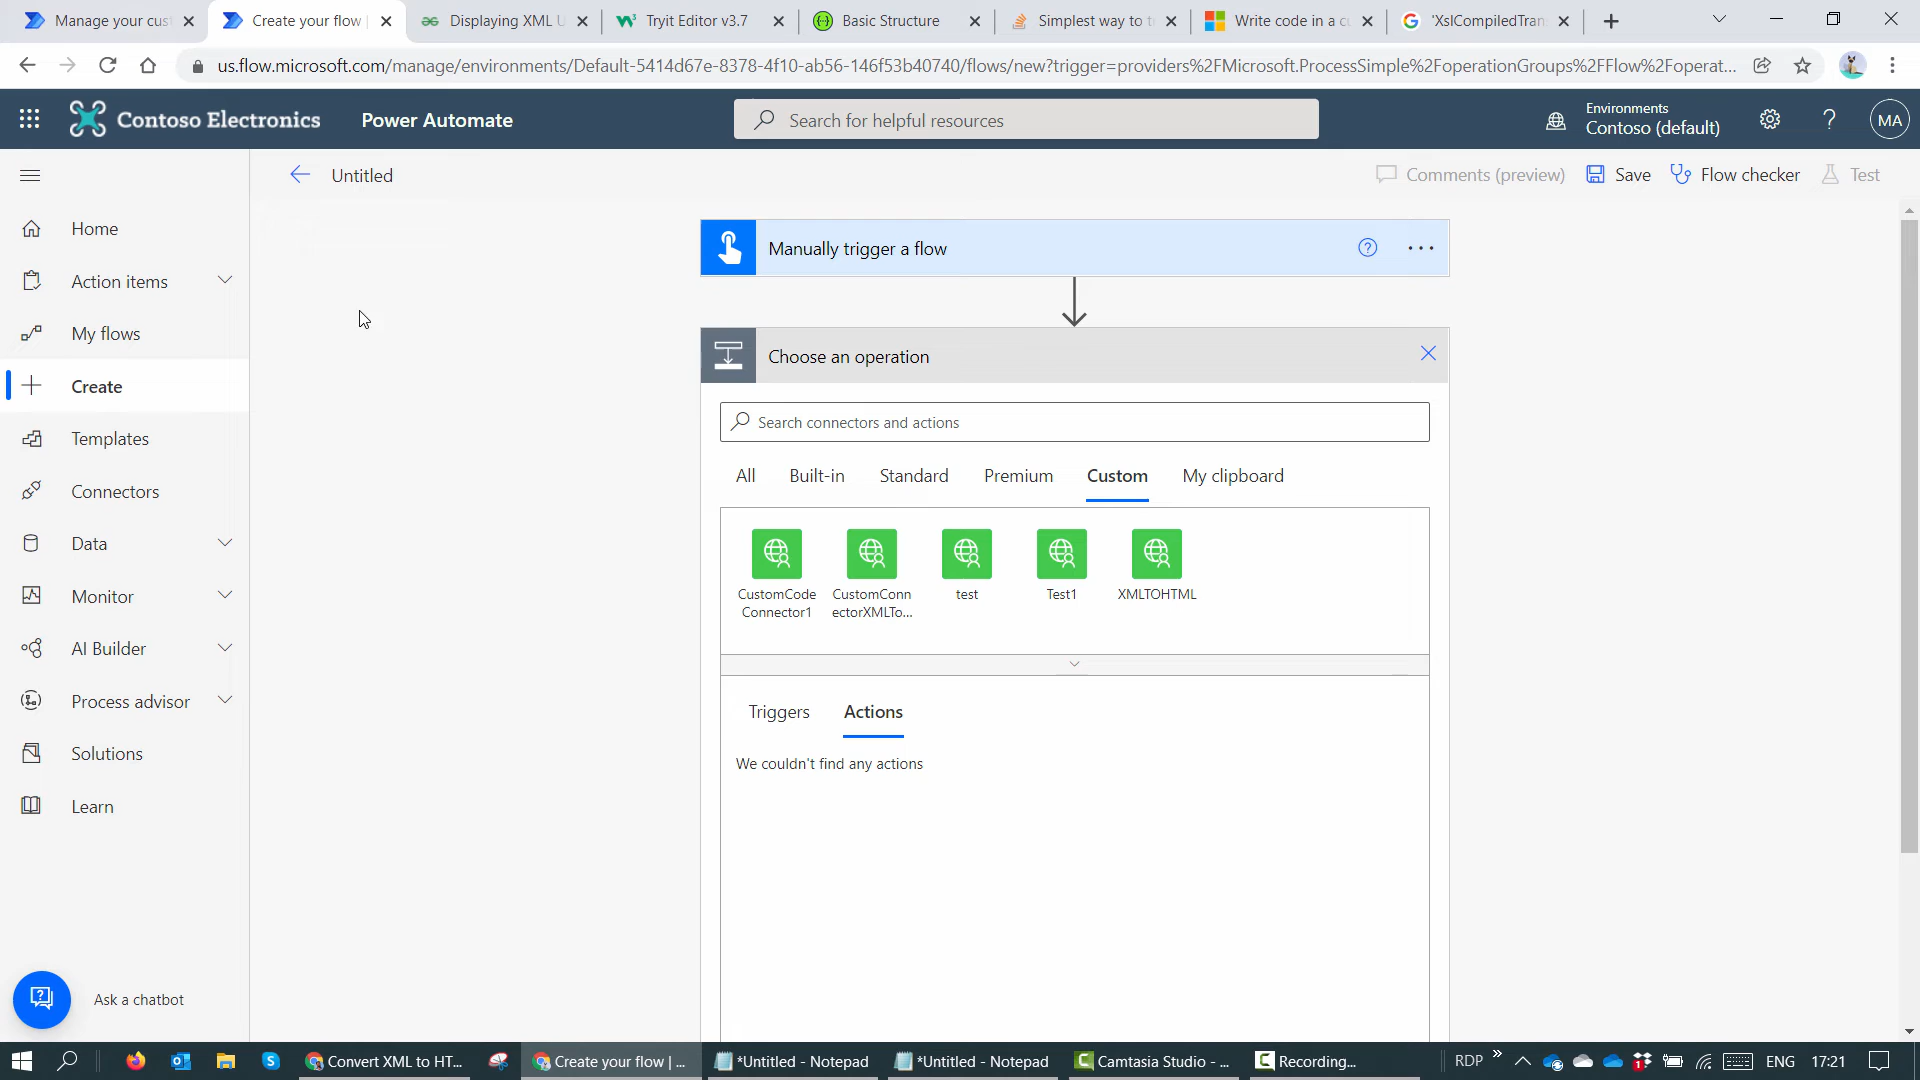 Manage your cust
Create your flow |
Displaying XML U
Tryit Editor v3.7
Basic Structure
Simplest way to t
Write code in a cu
'XslCompiledTran
us.flow.microsoft.com/manage/environments/Default-5414d67e-8378-4f10-ab56-146f53b40740/flows/new?trigger=providers%2FMicrosoft.ProcessSimple%2FoperationGroups%2FFlow%2Foperat...
Contoso Electronics
Power Automate
Search for helpful resources
Environments
Contoso (default)
?
MA
Untitled
Comments (preview)
Save
Flow checker
Test
Home
Action items
My flows
Create
Templates
Connectors
Data
Monitor
AI Builder
Process advisor
Solutions
Learn
Ask a chatbot
Manually trigger a flow
Choose an operation
Search connectors and actions
All
Built-in
Standard
Premium
Custom
My clipboard
CustomCode
Connector1
CustomConn
ectorXMLTo...
test
Test1
XMLTOHTML
Triggers
Actions
We couldn't find any actions
Convert XML to HT...
Create your flow | ...
*Untitled - Notepad
*Untitled - Notepad
Camtasia Studio - ...
Recording...
RDP
ENG
17:21